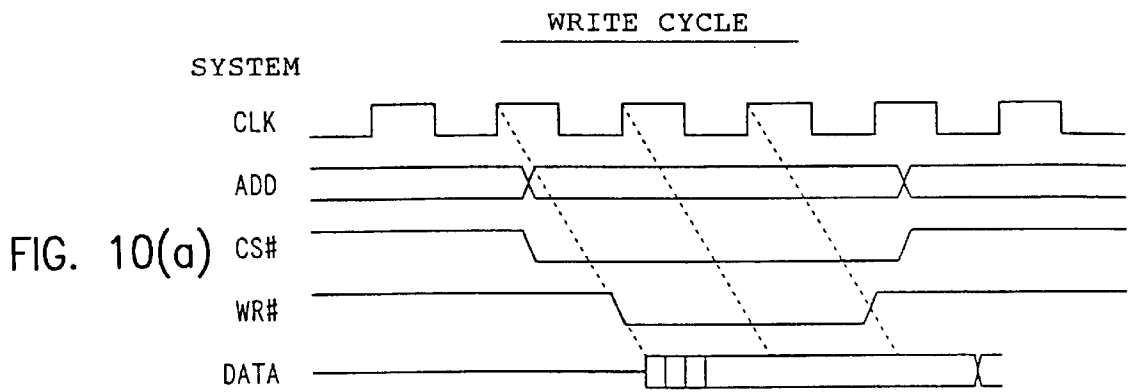 WRITE CYCLE
SYSTEM
CLK
ADD
FIG. 10(a)
CS#
WR#
DATA